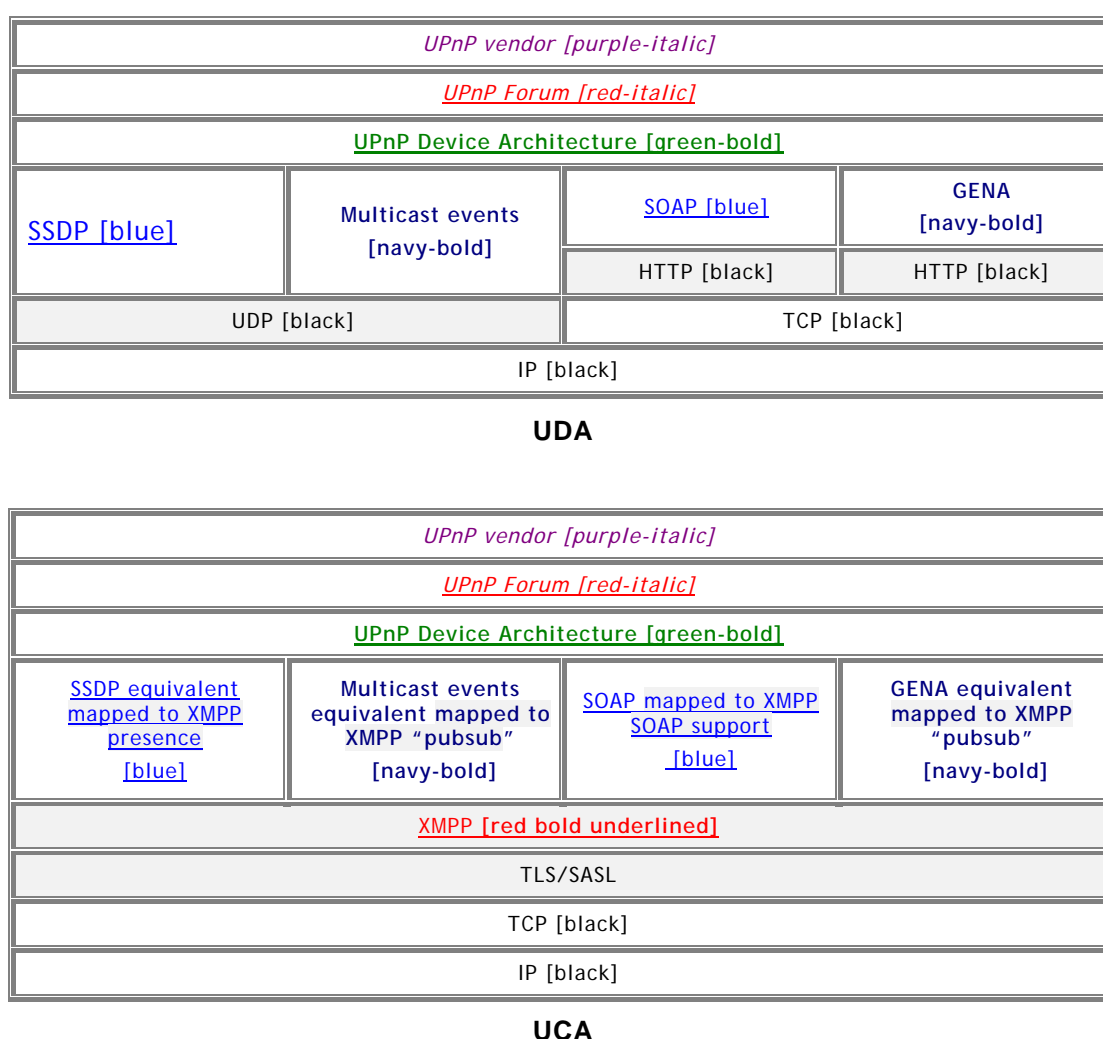 UPnP vendor [purple-italic]
UPnP Forum [red-italic]
UPnP Device Architecture [green-bold]
SSDP [blue]
Multicast events
[navy-bold]
SOAP [blue]
GENA
[navy-bold]
HTTP [black]
HTTP [black]
UDP [black]
TCP [black]
IP [black]
UDA
UPnP vendor [purple-italic]
UPnP Forum [red-italic]
UPnP Device Architecture [green-bold]
SSDP equivalent
mapped to XMPP
presence
[blue]
Multicast events
equivalent mapped to
XMPP “pubsub”
[navy-bold]
SOAP mapped to XMPP
SOAP support
[blue]
GENA equivalent
mapped to XMPP
“pubsub”
[navy-bold]
XMPP [red bold underlined]
TLS/SASL
TCP [black]
IP [black]
UCA